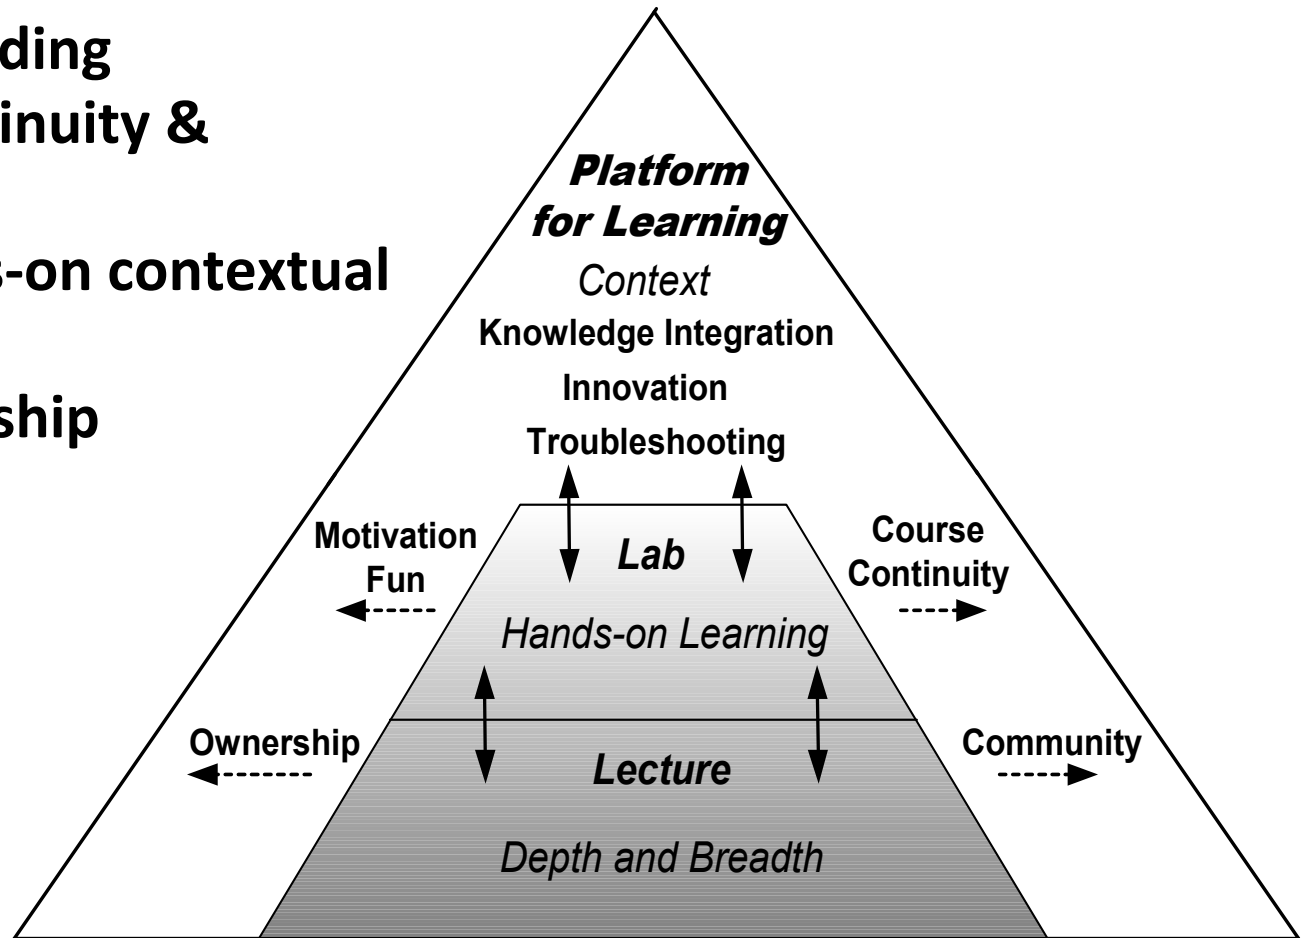 ding
inuity &
s-on contextual
ship
Platform
for Learning
Context
Knowledge Integration
Innovation
Troubleshooting
Motivation
Fun
Course
Continuity
Lab
Hands-on Learning
Ownership
Community
Lecture
Depth and Breadth